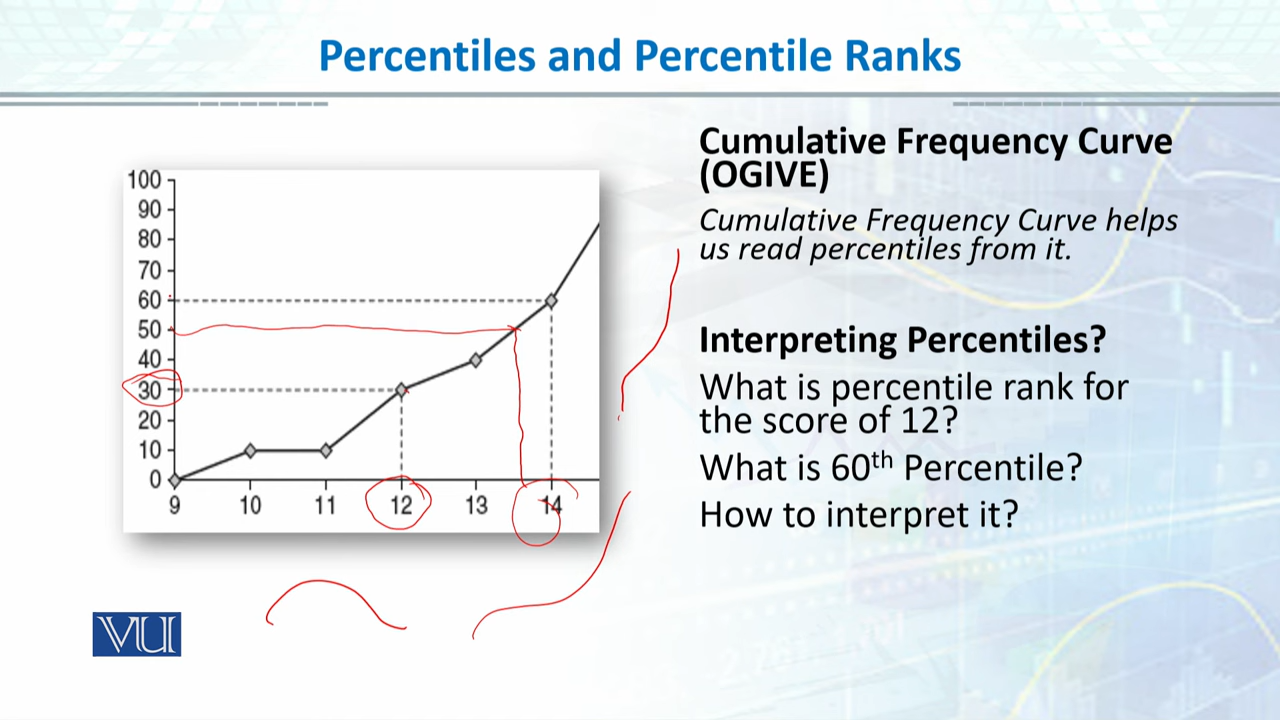 Percentiles and Percentile Ranks
Cumulative Frequency Curve
(OGIVE)
Cumulative Frequency Curve helps
us read percentiles from it.
Interpreting Percentiles?
What is percentile rank for
the score of 12?
What is 60th Percentile?
How to interpret it?
100
90
80
70
60
50
40
30
20
10
0
9 10 11 12 13 14
VU